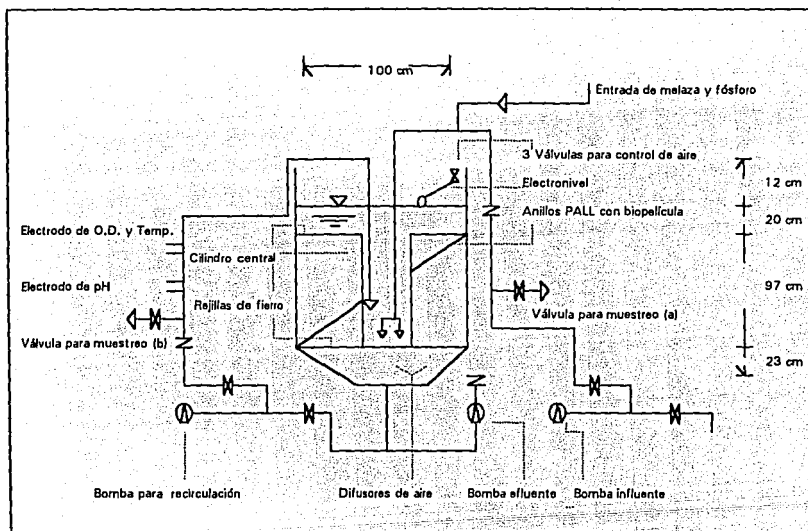 100 cm
Entrada de melaza y fósforo
3 Válvulas para control de aire
Electronivel
12 cm
Anillos PALL con biopelícula
20 cm
Electrodo de O.D. y Temp.
Cilindro central
Electrodo de pH
97 cm
Rejillas de fierro
Válvula para muestreo (a)
Válvula para muestreo (b)
23 cm
Bomba para recirculación
Difusores de aire
Bomba efluente
Bomba influente